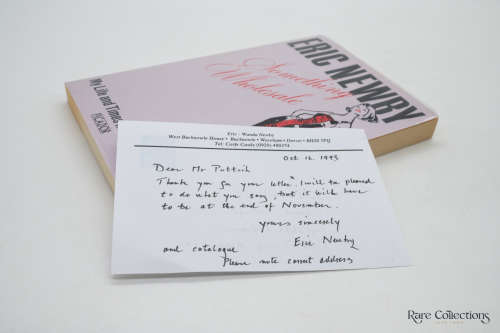 ERIC NEWBY
Something
Wholesale
My Life and Times
PICADOR
Eric · Wanda Newby
West Bucknowle House • Bucknowle • Wareham • Dorset • BH20 5PQ
Tel: Corfe Castle (0929) 480374
Oct 12. 1993
Dear Mr
Thank you for your letter. I will be pleased
to do what you say, but it will have
to be at the end of November.
yours sincerely
Eric Newby
and catalogue
Please note correct address
Rare Collections